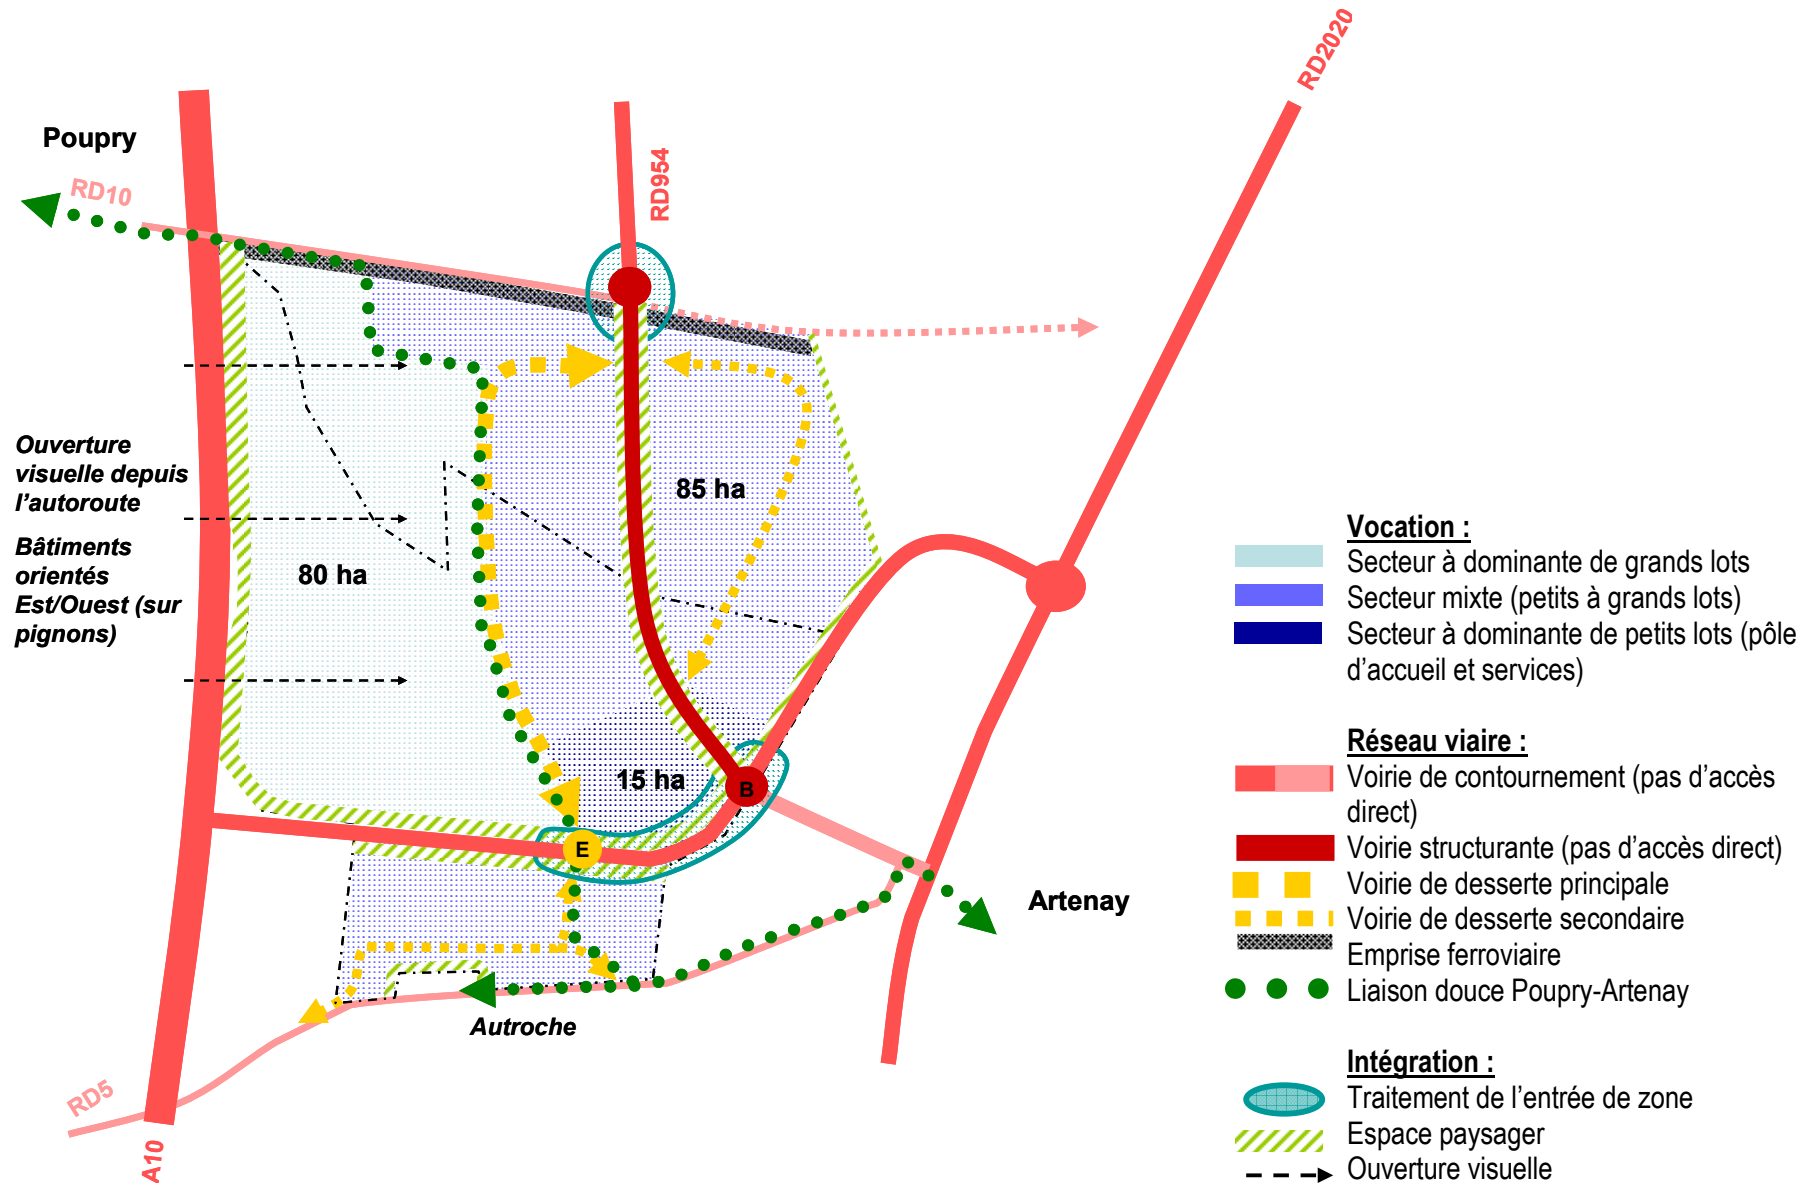 RD2020
Poupry
RD10
RD954
Ouverture
visuelle depuis
l'autoroute
Bâtiments
orientés
Est/Ouest (sur
pignons)
85 ha
80 ha
15 ha
B
E
Artenay
Autroche
RD5
A10
Vocation :
Secteur à dominante de grands lots
Secteur mixte (petits à grands lots)
Secteur à dominante de petits lots (pôle
d'accueil et services)
Réseau viaire :
Voirie de contournement (pas d'accès
direct)
Voirie structurante (pas d'accès direct)
Voirie de desserte principale
Voirie de desserte secondaire
Emprise ferroviaire
Liaison douce Poupry-Artenay
Intégration :
Traitement de l'entrée de zone
Espace paysager
Ouverture visuelle